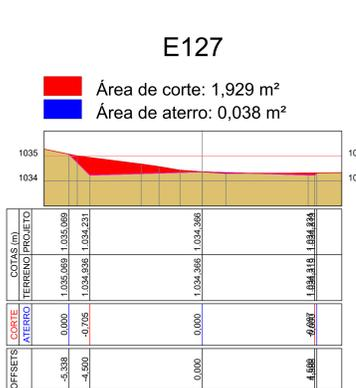 E127
Área de corte: 1,929 m²
Área de aterro: 0,038 m²
1035
1034
COTAS (m)
PROJETO
1.035,069
1.034,231
1.034,366
TERRENO
1.035,069
1.034,936
1.034,366
CORTE
ATERRO
0,000
-0,705
0,000
OFFSETS
-5,338
-4,500
0,000